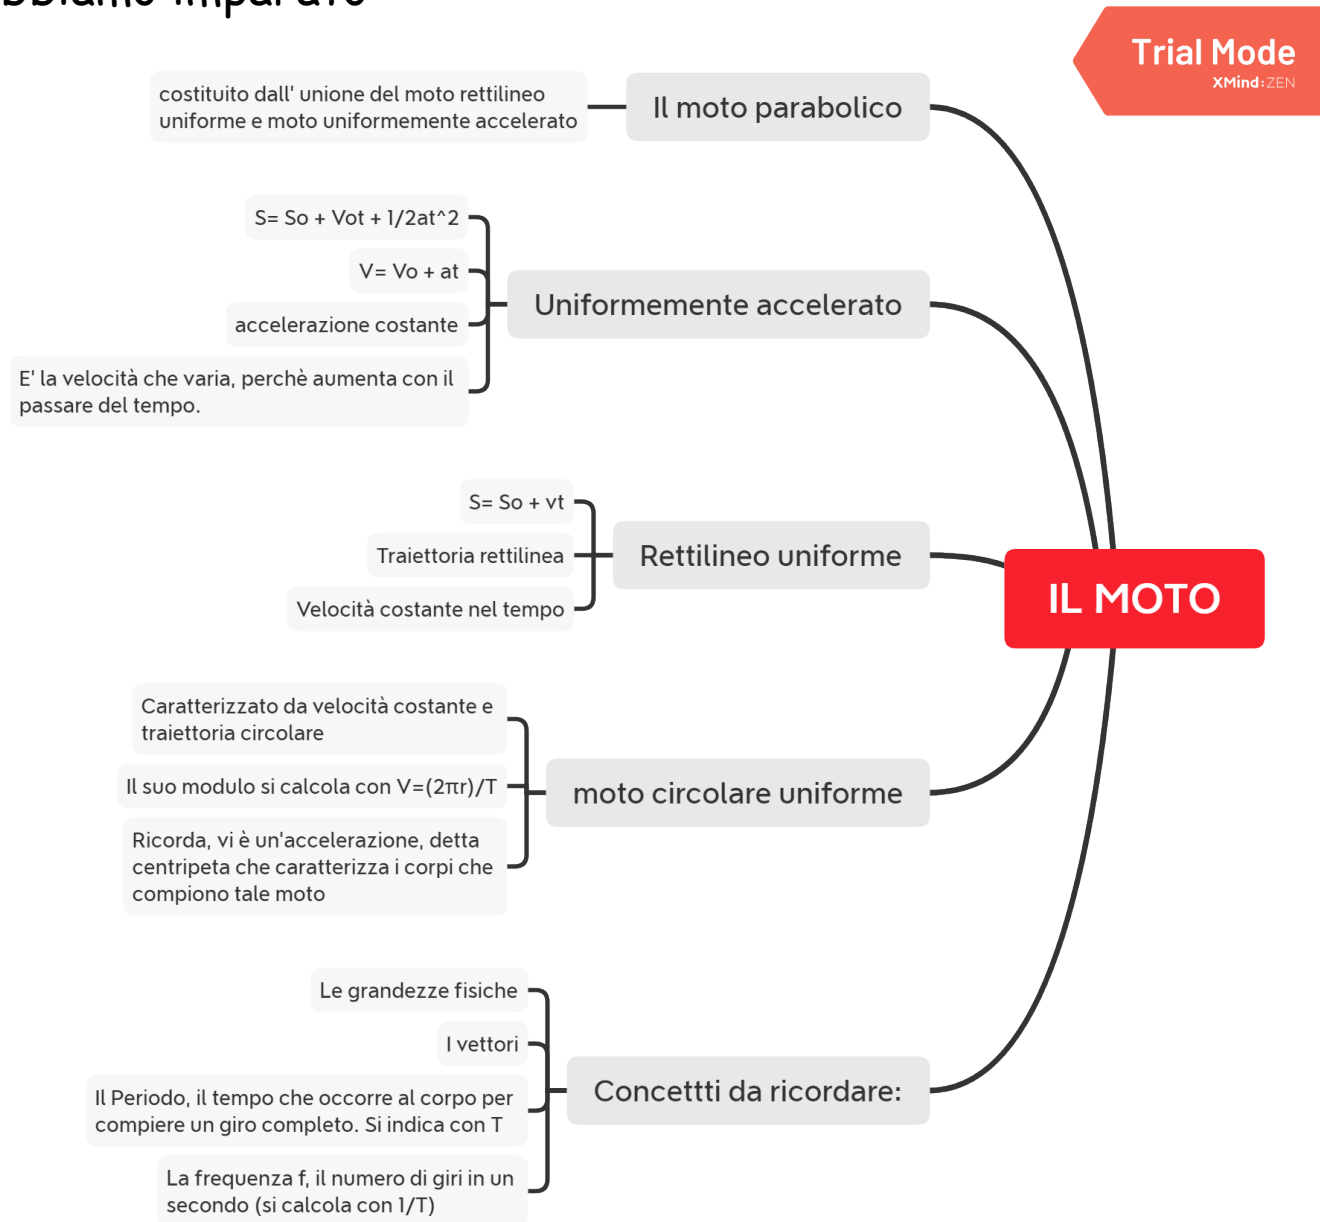 imparato
Trial Mode
XMind:ZEN
costituito dall' unione del moto rettilineo
uniforme e moto uniformemente accelerato
Il moto parabolico
S= So + Vot + 1/2at^2
V= Vo + at
accelerazione costante
E' la velocità che varia, perchè aumenta con il
passare del tempo.
Uniformemente accelerato
S= So + vt
Traiettoria rettilinea
Velocità costante nel tempo
Rettilineo uniforme
IL MOTO
Caratterizzato da velocità costante e
traiettoria circolare
Il suo modulo si calcola con V=(2πr)/T
Ricorda, vi è un'accelerazione, detta
centripeta che caratterizza i corpi che
compiono tale moto
moto circolare uniforme
Le grandezze fisiche
I vettori
Il Periodo, il tempo che occorre al corpo per
compiere un giro completo. Si indica con T
La frequenza f, il numero di giri in un
secondo (si calcola con 1/T)
Concettti da ricordare: